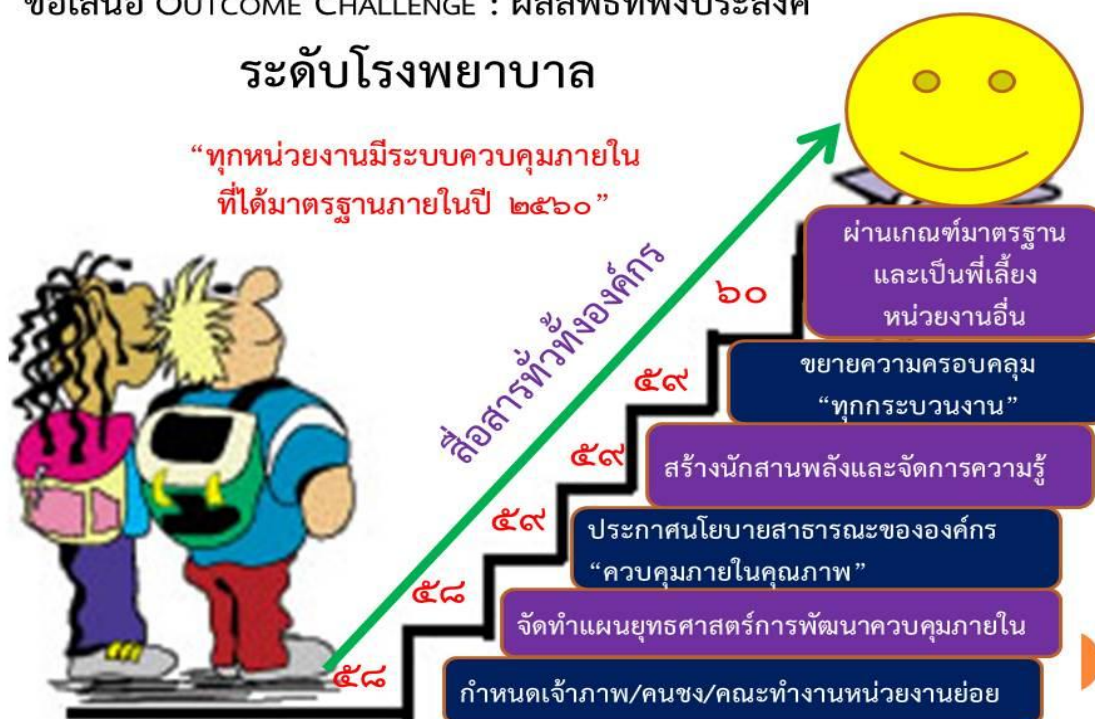 ข้อเสนอ OUTCOME CHALLENGE : ผลลัพธ์ที่พึงประสงค์
ระดับโรงพยาบาล
“ทุกหน่วยงานมีระบบควบคุมภายใน
ที่ได้มาตรฐานภายในปี ๒๕๖๐”
สื่อสารทั่วทั้งองค์กร
๖๐
ผ่านเกณฑ์มาตรฐาน
และเป็นพี่เลี้ยง
หน่วยงานอื่น
๕๙
ขยายความครอบคลุม
“ทุกกระบวนงาน”
๕๙
สร้างนักสานพลังและจัดการความรู้
๕๙
ประกาศนโยบายสาธารณะขององค์กร
“ควบคุมภายในคุณภาพ”
๕๘
จัดทำแผนยุทธศาสตร์การพัฒนาควบคุมภายใน
๕๘
กำหนดเจ้าภาพ/คนชง/คณะทำงานหน่วยงานย่อย